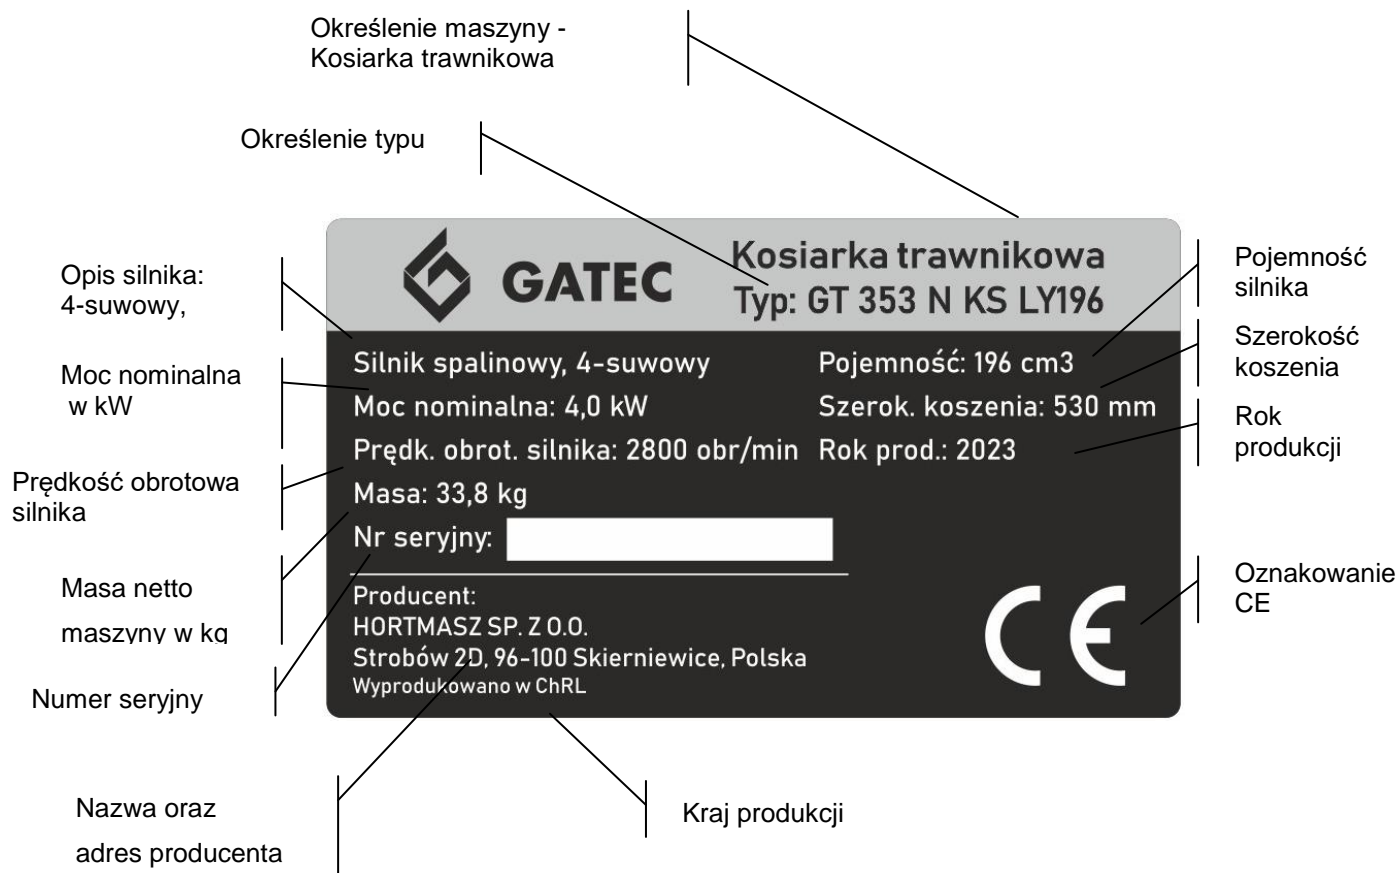 Określenie maszyny -
Kosiarka trawnikowa
Określenie typu
Opis silnika:
4-suwowy,
Moc nominalna
w kW
Prędkość obrotowa
silnika
Masa netto
maszyny w kg
Numer seryjny
Nazwa oraz
adres producenta
GATEC
Kosiarka trawnikowa
Typ: GT 353 N KS LY196
Silnik spalinowy, 4-suwowy
Pojemność: 196 cm3
Moc nominalna: 4,0 kW
Szerok. koszenia: 530 mm
Prędk. obrot. silnika: 2800 obr/min
Rok prod.: 2023
Masa: 33,8 kg
Nr seryjny:
Producent:
HORTMASZ SP. Z O.O.
Strobów 2D, 96-100 Skierniewice, Polska
Wyprodukowano w ChRL
CE
Pojemność
silnika
Szerokość
koszenia
Rok
produkcji
Oznakowanie
CE
Kraj produkcji